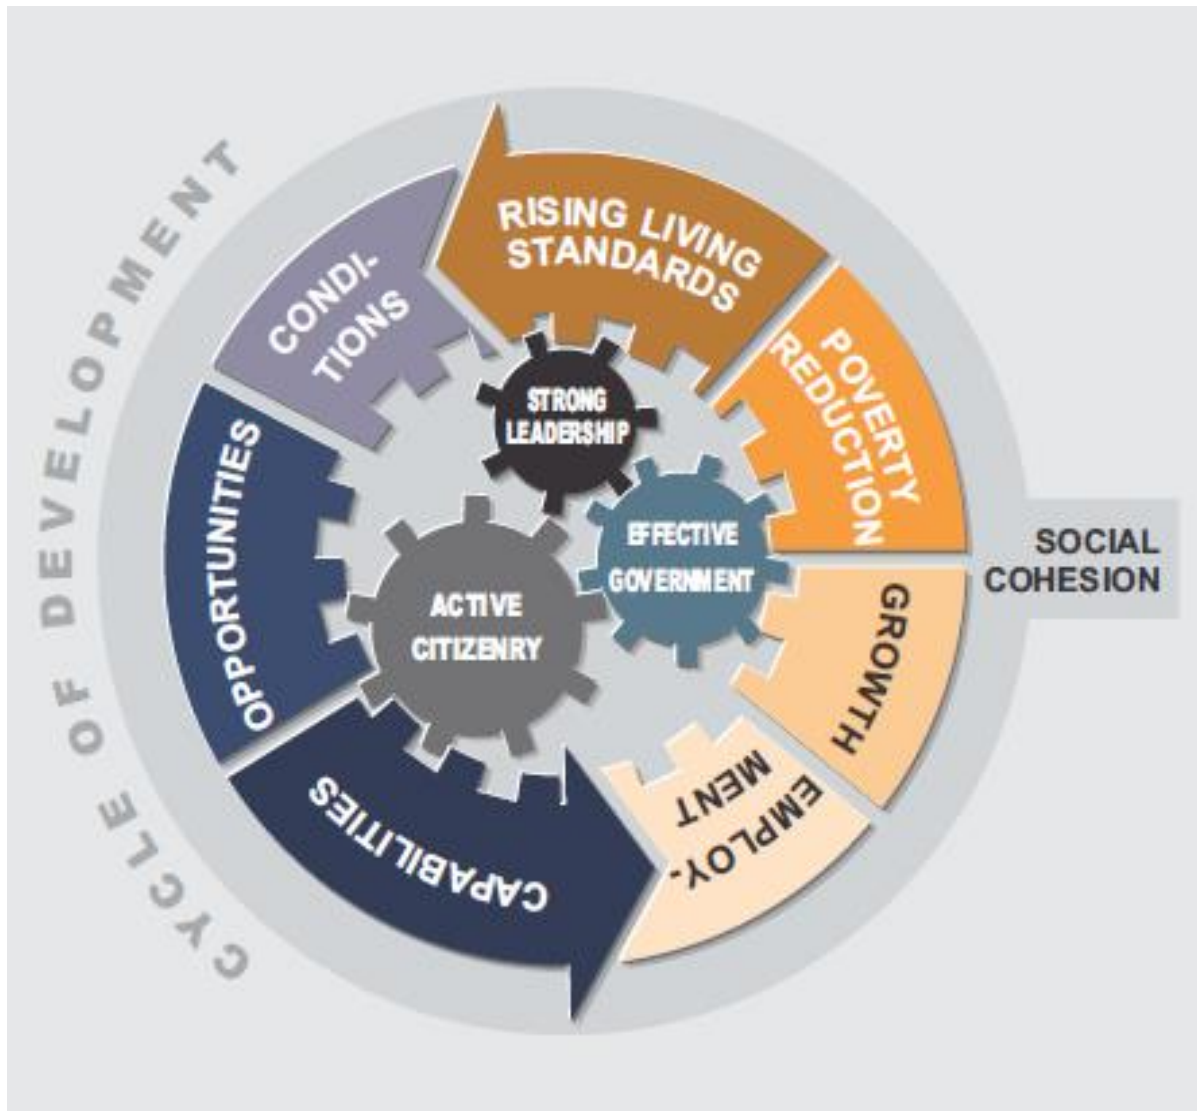 CYCLE OF DEVELOPMENT
RISING LIVING
STANDARDS
POVERTY
REDUCTION
GROWTH
EMPLOY-
MENT
CAPABILITIES
OPPORTUNITIES
CONDI-
TIONS
STRONG
LEADERSHIP
EFFECTIVE
GOVERNMENT
ACTIVE
CITIZENRY
SOCIAL
COHESION